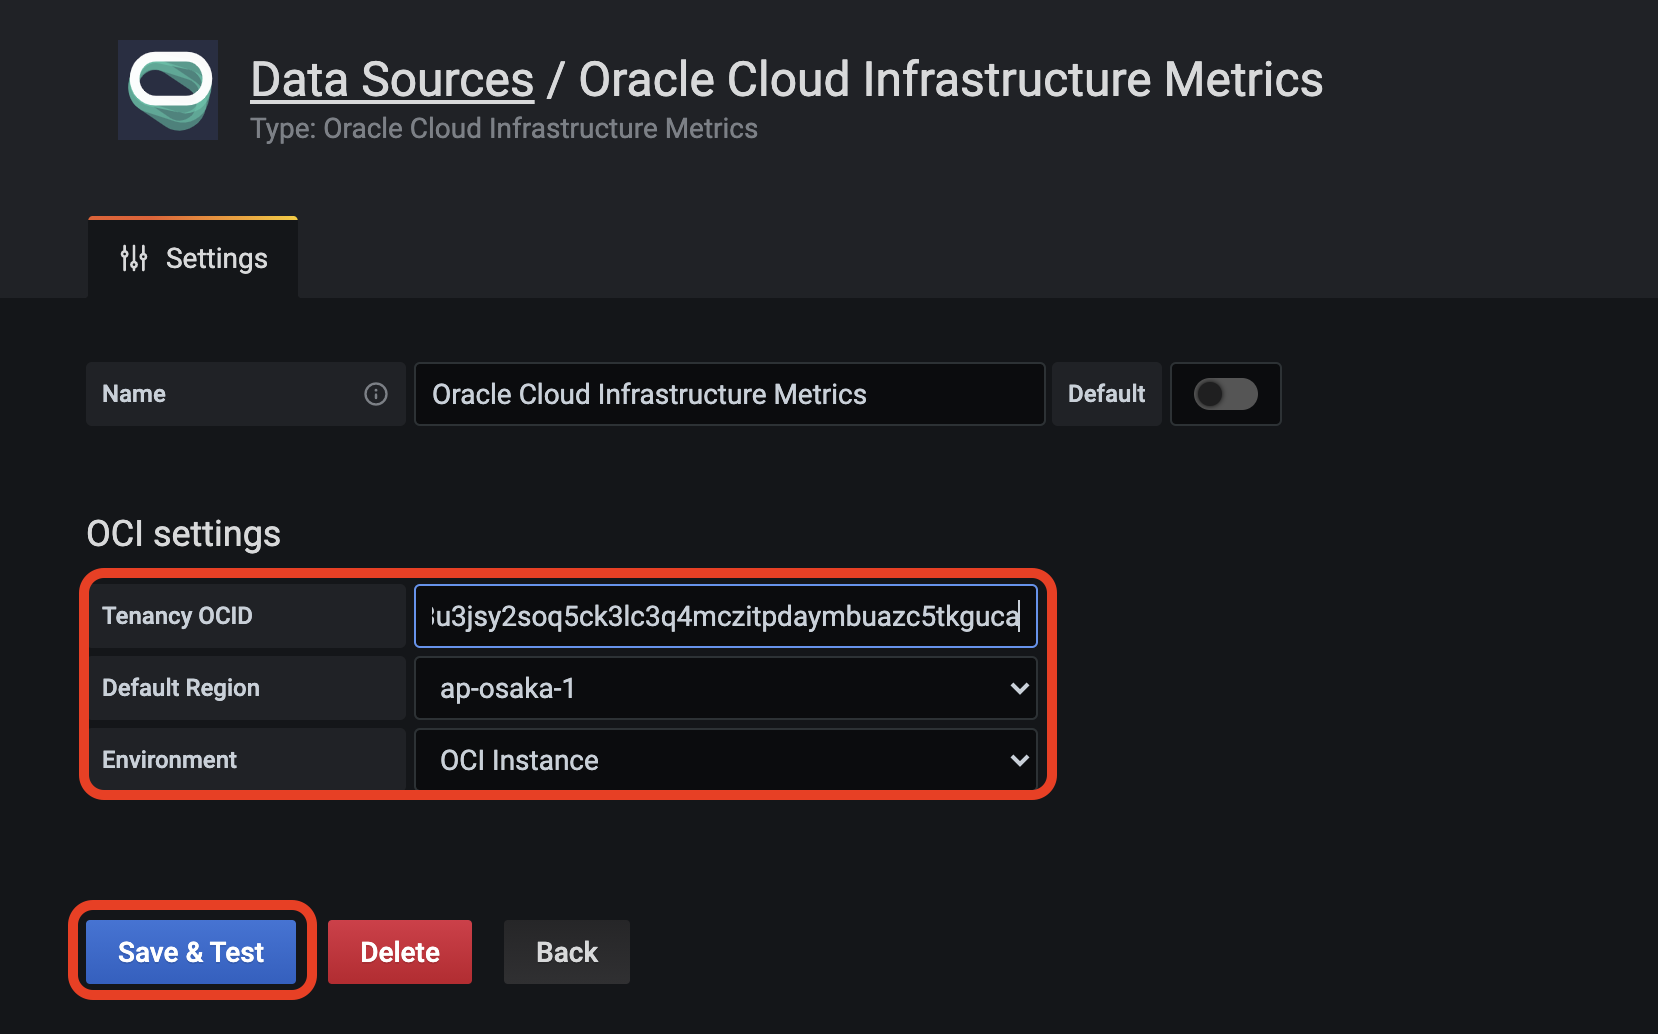 Data Sources / Oracle Cloud Infrastructure Metrics
Type: Oracle Cloud Infrastructure Metrics
Settings
Name Oracle Cloud Infrastructure Metrics Default
OCI settings
Tenancy OCID 3u3jsy2soq5ck3lc3q4mczitpdaymbuazc5tkguca
Default Region ap-osaka-1
Environment OCI Instance
Save & Test Delete Back